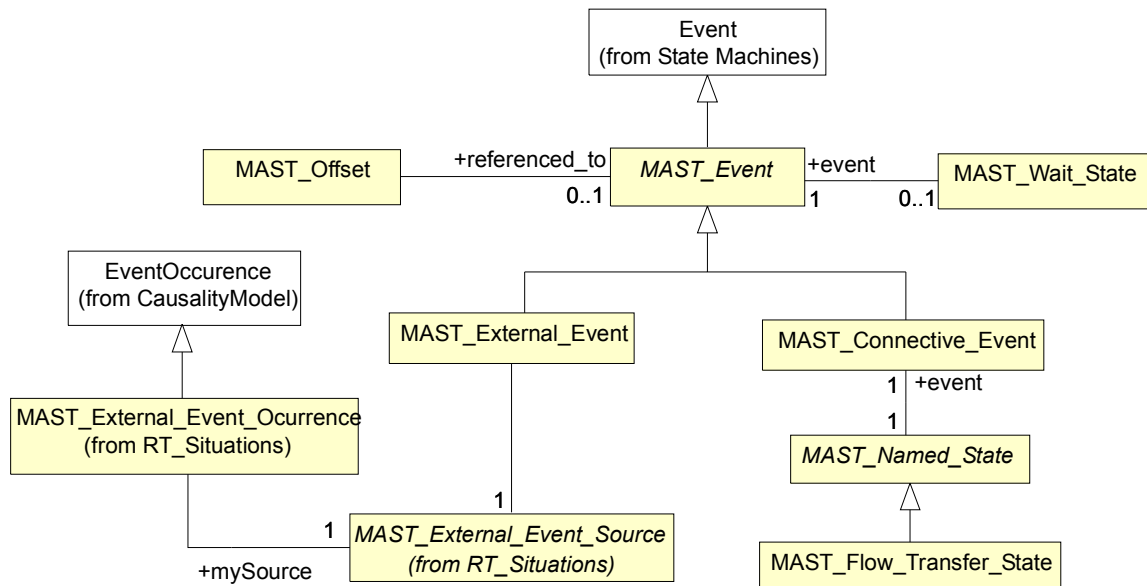 Event
(from State Machines)
+referenced_to
+event
MAST_Offset
MAST_Event
MAST_Wait_State
0..1
1
0..1
EventOccurence
(from CausalityModel)
MAST_External_Event
MAST_Connective_Event
1
+event
MAST_External_Event_Ocurrence
(from RT_Situations)
1
MAST_Named_State
1
1
MAST_External_Event_Source
(from RT_Situations)
+mySource
MAST_Flow_Transfer_State